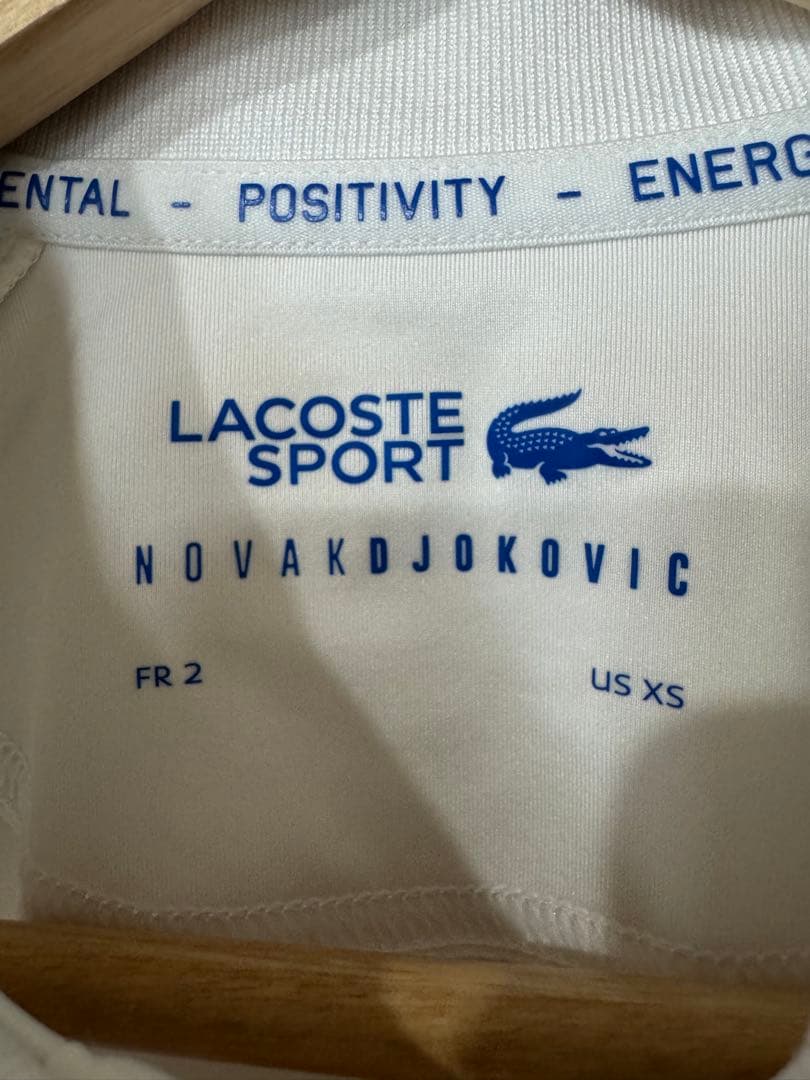 ENTAL - POSITIVITY - ENERG
LACOSTE
SPORT
NOVAKDJOKOVIC
FR 2
US XS